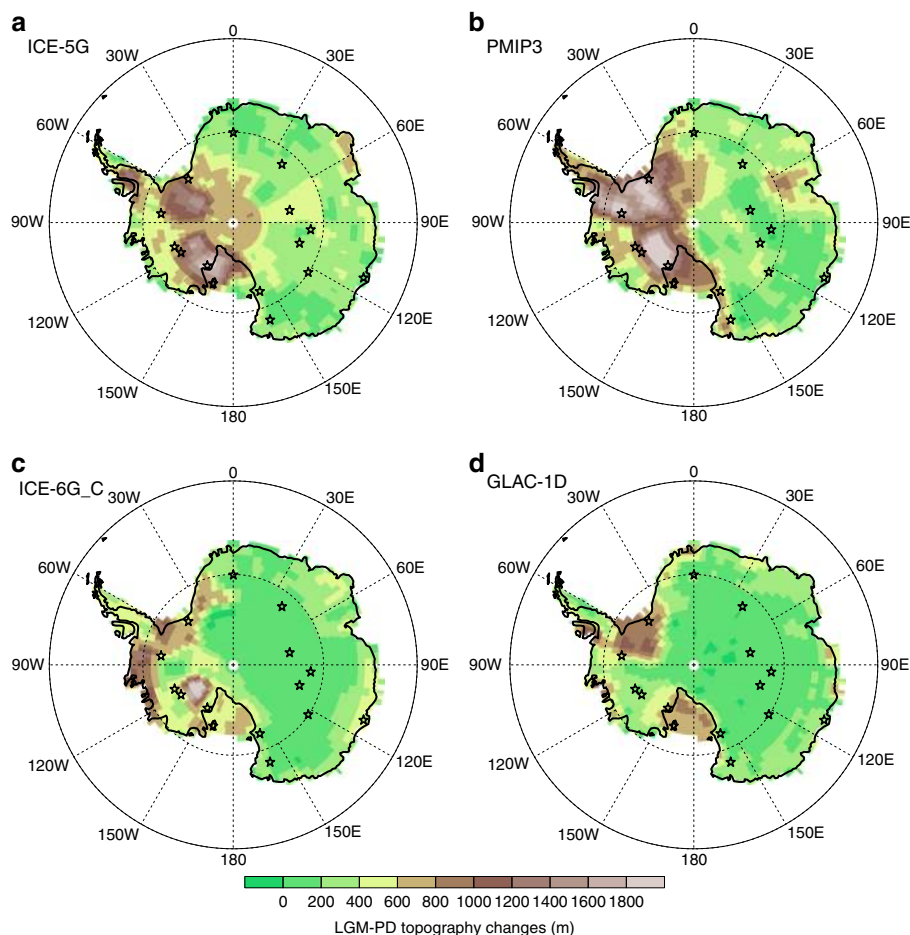 a
ICE-5G
0
30W
30E
60W
60E
90W
90E
120W
120E
150W
150E
180
b
PMIP3
0
30W
30E
60W
60E
90W
90E
120W
120E
150W
150E
180
c
ICE-6G_C
0
30W
30E
60W
60E
90W
90E
120W
120E
150W
150E
180
d
GLAC-1D
0
30W
30E
60W
60E
90W
90E
120W
120E
150W
150E
180
0 200 400 600 800 1000 1200 1400 1600 1800
LGM-PD topography changes (m)